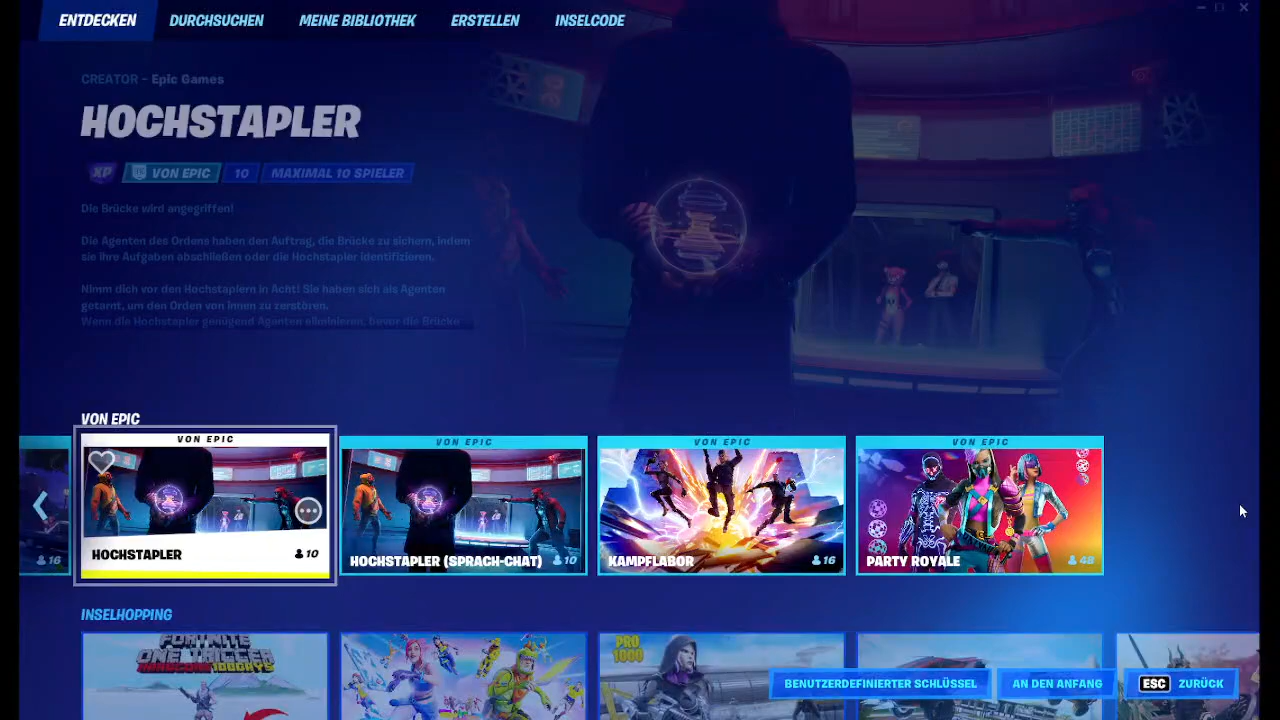 ENTDECKEN
DURCHSUCHEN
MEINE BIBLIOTHEK
ERSTELLEN
INSELCODE
CREATOR – Epic Games
HOCHSTAPLER
XP
VON EPIC
10
MAXIMAL 10 SPIELER
Die Brücke wird angegriffen!
Die Agenten des Ordens haben den Auftrag, die Brücke zu sichern, indem
sie ihre Aufgaben abschließen oder die Hochstapler identifizieren.
Nimm dich vor den Hochstaplern in Acht! Sie haben sich als Agenten
getarnt, um den Orden von innen zu zerstören.
Wenn die Hochstapler genügend Agenten eliminieren, bevor die Brücke
VON EPIC
16
VON EPIC
HOCHSTAPLER
10
VON EPIC
HOCHSTAPLER (SPRACH-CHAT)
10
VON EPIC
KAMPFLABOR
16
VON EPIC
PARTY ROYALE
48
INSELHOPPING
FORTNITE
ONE TRIGGER
HARDCORE 100DAYS
PRO
1000
BENUTZERDEFINIERTER SCHLÜSSEL
AN DEN ANFANG
ESC
ZURÜCK